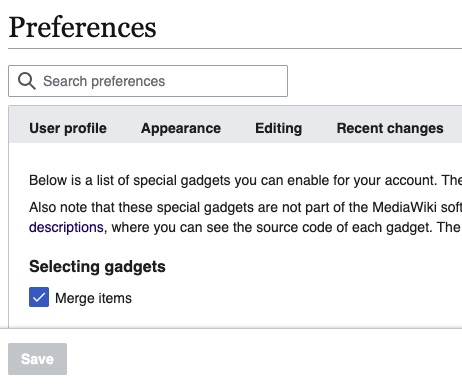 Preferences
Search preferences
User profile Appearance Editing Recent changes
Below is a list of special gadgets you can enable for your account. The
Also note that these special gadgets are not part of the MediaWiki soft
descriptions, where you can see the source code of each gadget. The
Selecting gadgets
Merge items
Save